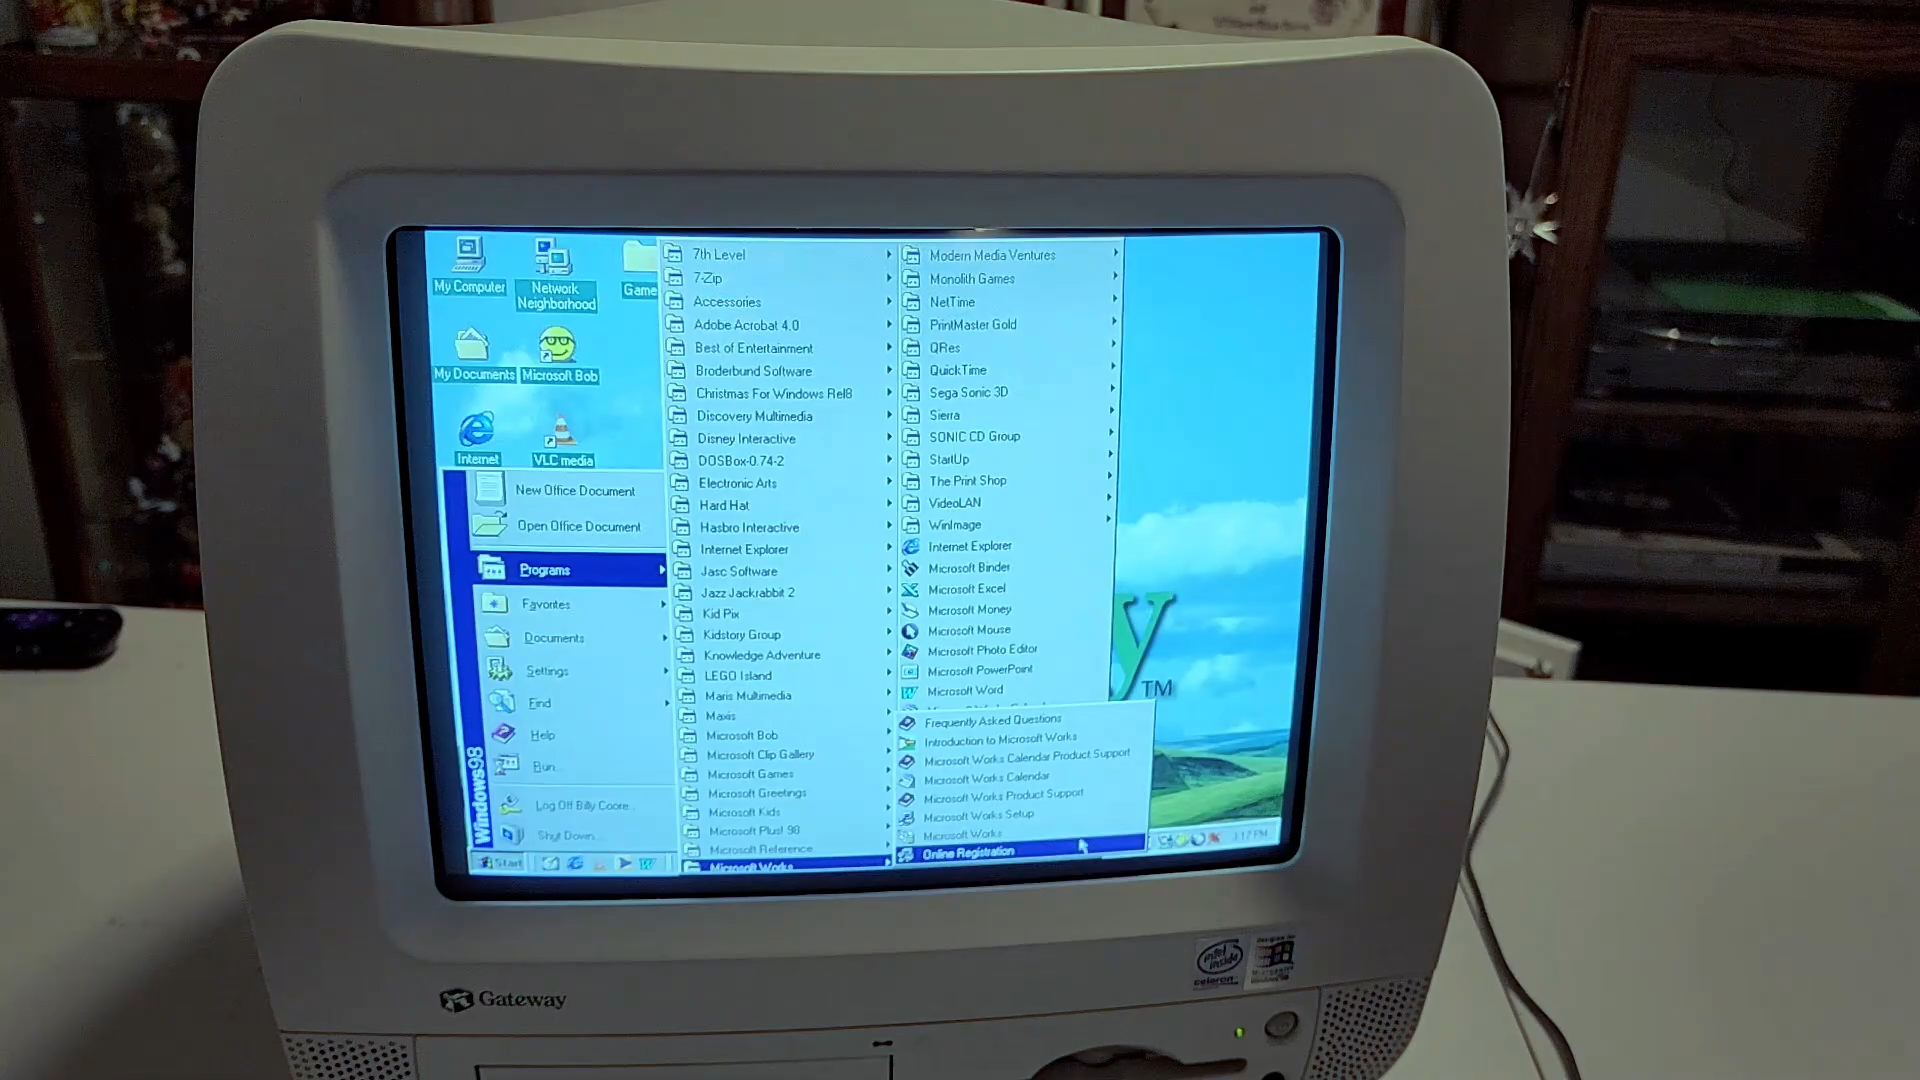 My Computer
Network
Neighborhood
Game
My Documents
Microsoft Bob
Internet
VLC media
New Office Document
Open Office Document
Programs
Favorites
Documents
Settings
Find
Help
Run...
Log Off Billy Coore...
Shut Down...
Windows98
Start
7th Level
7-Zip
Accessories
Adobe Acrobat 4.0
Best of Entertainment
Broderbund Software
Christmas For Windows Rel8
Discovery Multimedia
Disney Interactive
DOSBox-0.74-2
Electronic Arts
Hard Hat
Hasbro Interactive
Internet Explorer
Jasc Software
Jazz Jackrabbit 2
Kid Pix
Kidstory Group
Knowledge Adventure
LEGO Island
Maris Multimedia
Maxis
Microsoft Bob
Microsoft Clip Gallery
Microsoft Games
Microsoft Greetings
Microsoft Kids
Microsoft Plus! 98
Microsoft Reference
Microsoft Works
Modern Media Ventures
Monolith Games
NetTime
PrintMaster Gold
QRes
QuickTime
Sega Sonic 3D
Sierra
SONIC CD Group
StartUp
The Print Shop
VideoLAN
WinImage
Internet Explorer
Microsoft Binder
Microsoft Excel
Microsoft Money
Microsoft Mouse
Microsoft Photo Editor
Microsoft PowerPoint
Microsoft Word
Frequently Asked Questions
Introduction to Microsoft Works
Microsoft Works Calendar Product Support
Microsoft Works Calendar
Microsoft Works Product Support
Microsoft Works Setup
Microsoft Works
Online Registration
y
TM
3:17 PM
intel
inside
celeron
Designed for
Microsoft
Windows 98
Gateway